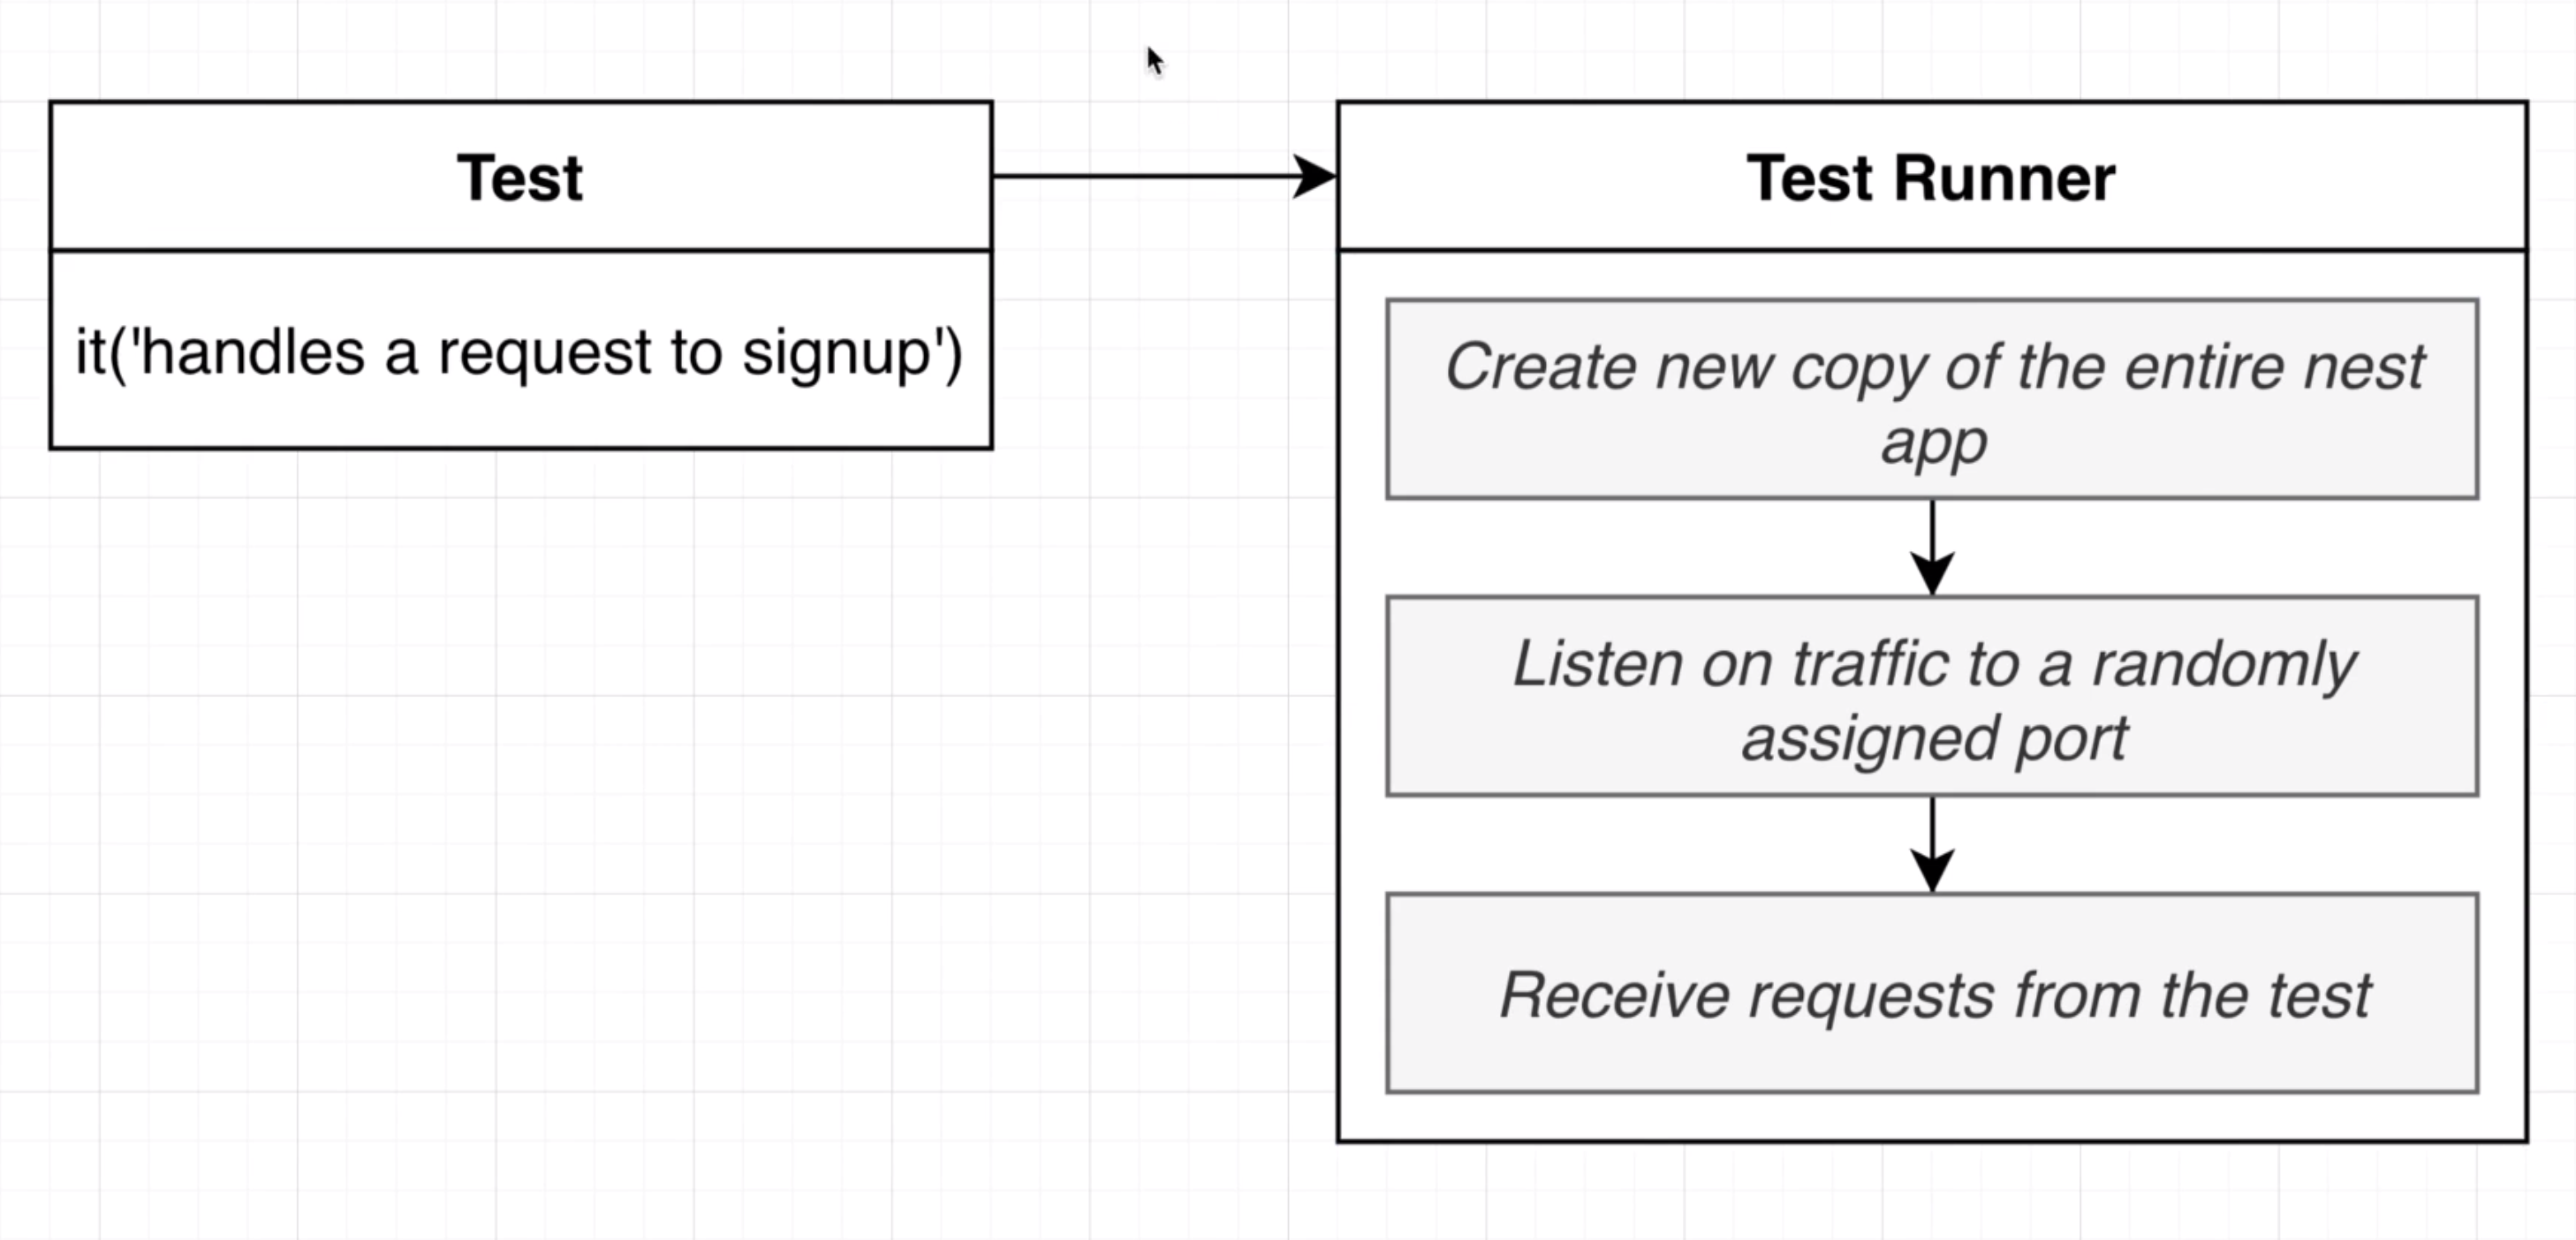 Test
it('handles a request to signup')
Test Runner
Create new copy of the entire nest
app
Listen on traffic to a randomly
assigned port
Receive requests from the test